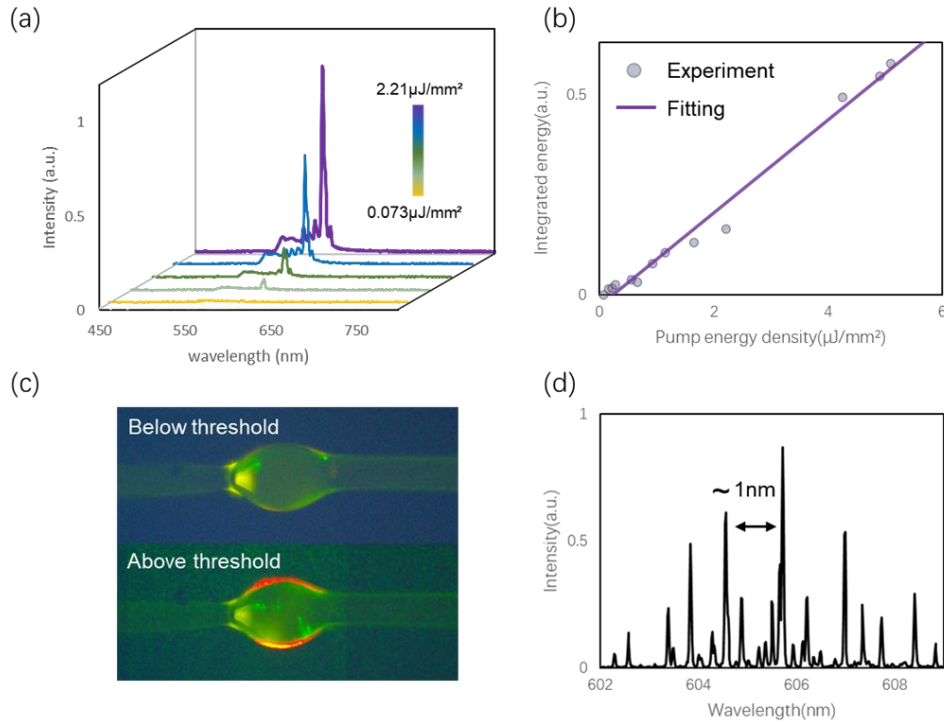 (a)
Intensity (a.u.)
1
0.5
0
2.21μJ/mm²
0.073μJ/mm²
450
550
650
750
wavelength (nm)
(b)
Integrated energy(a.u.)
0.5
0
Experiment
Fitting
0
2
4
6
Pump energy density(μJ/mm²)
(c)
Below threshold
Above threshold
(d)
Intensity(a.u.)
1
0.5
0
~ 1nm
602
604
606
608
Wavelength(nm)